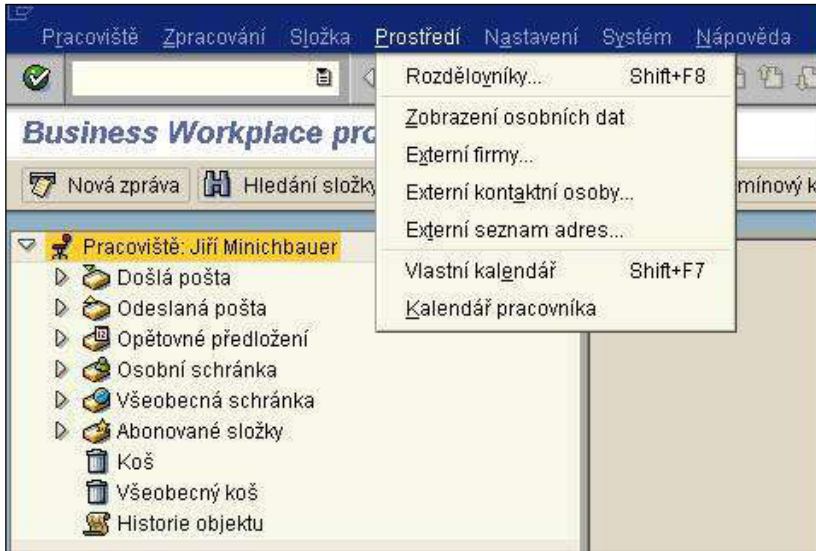 Pracoviště Zpracování Složka Prostředí Nastavení Systém Nápověda
Rozdělovníky... Shift+F8
Zobrazení osobních dat
Externí firmy...
Externí kontaktní osoby...
Externí seznam adres...
Vlastní kalendář Shift+F7
Kalendář pracovníka
Business Workplace pro
Nová zpráva Hledání složky mínový k
Pracoviště: Jiří Minichbauer
Došlá pošta
Odeslaná pošta
Opětovné předložení
Osobní schránka
Všeobecná schránka
Abonované složky
Koš
Všeobecný koš
Historie objektu